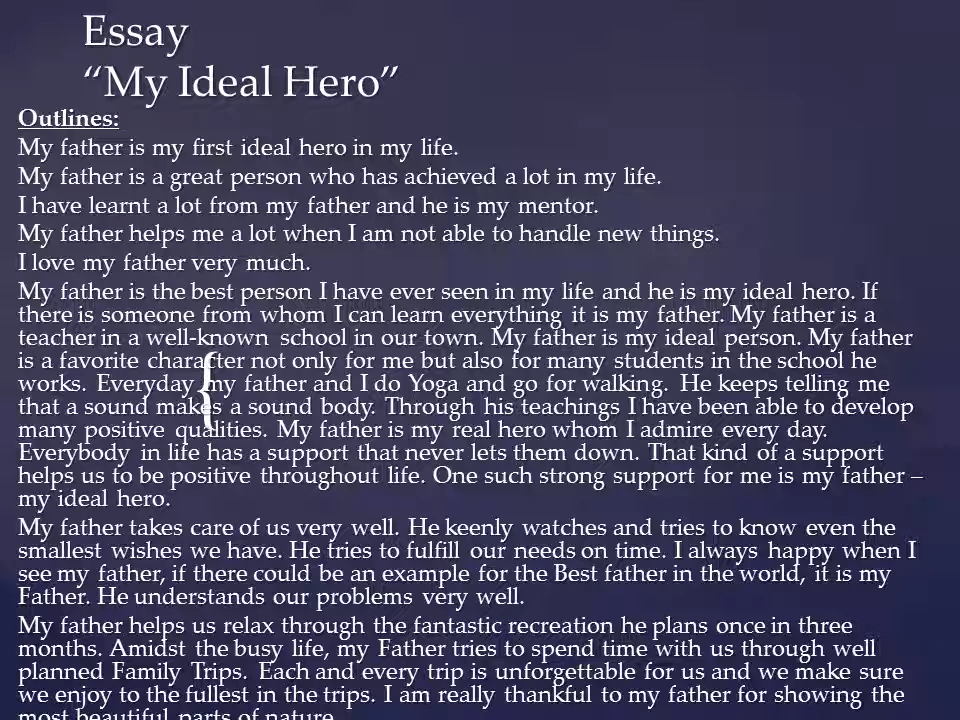 Essay
“My Ideal Hero”
Outlines:
My father is my first ideal hero in my life.
My father is a great person who has achieved a lot in my life.
I have learnt a lot from my father and he is my mentor.
My father helps me a lot when I am not able to handle new things.
I love my father very much.
My father is the best person I have ever seen in my life and he is my ideal hero. If
there is someone from whom I can learn everything it is my father. My father is a
teacher in a well-known school in our town. My father is my ideal person. My father
is a favorite character not only for me but also for many students in the school he
works. Everyday my father and I do Yoga and go for walking. He keeps telling me
that a sound makes a sound body. Through his teachings I have been able to develop
many positive qualities. My father is my real hero whom I admire every day.
Everybody in life has a support that never lets them down. That kind of a support
helps us to be positive throughout life. One such strong support for me is my father –
my ideal hero.
My father takes care of us very well. He keenly watches and tries to know even the
smallest wishes we have. He tries to fulfill our needs on time. I always happy when I
see my father, if there could be an example for the Best father in the world, it is my
Father. He understands our problems very well.
My father helps us relax through the fantastic recreation he plans once in three
months. Amidst the busy life, my Father tries to spend time with us through well
planned Family Trips. Each and every trip is unforgettable for us and we make sure
we enjoy to the fullest in the trips. I am really thankful to my father for showing the
most beautiful parts of nature.